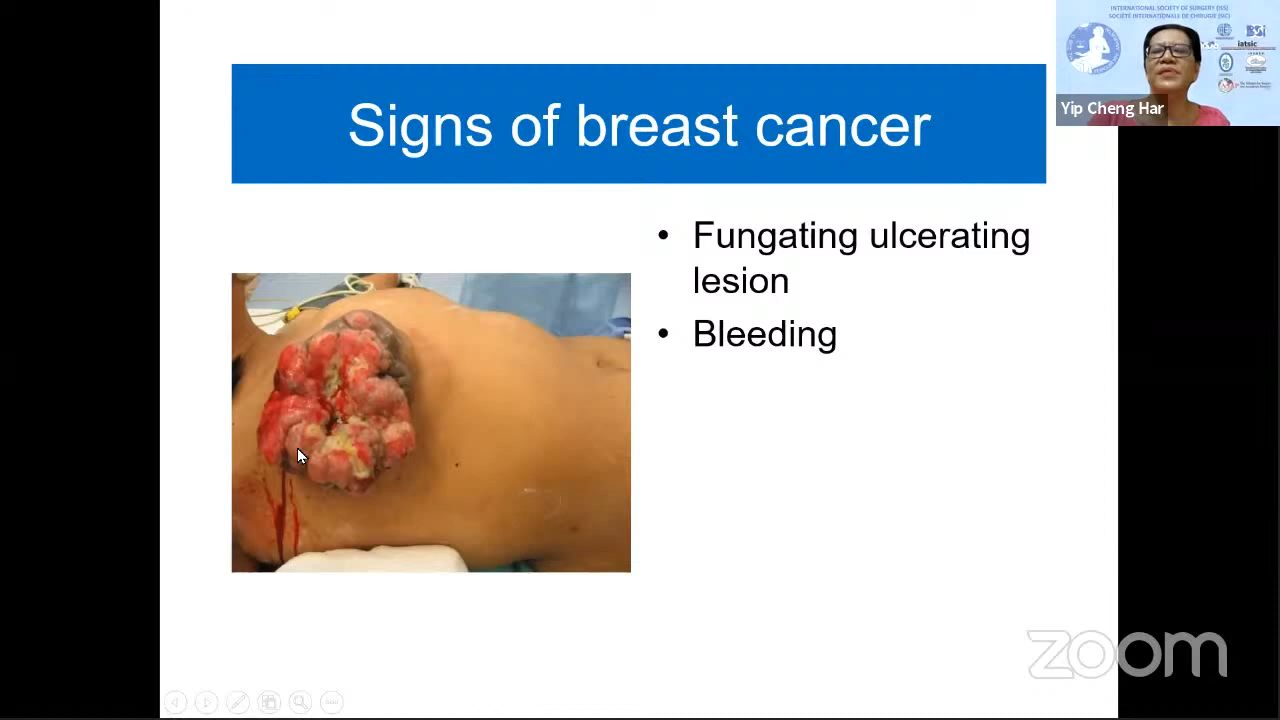 INTERNATIONAL SOCIETY OF SURGERY (ISS)
SOCIÉTÉ INTERNATIONALE DE CHIRURGIE (SIC)
iatsic
Yip Cheng Har
Signs of breast cancer
• Fungating ulcerating
lesion
• Bleeding
zoom